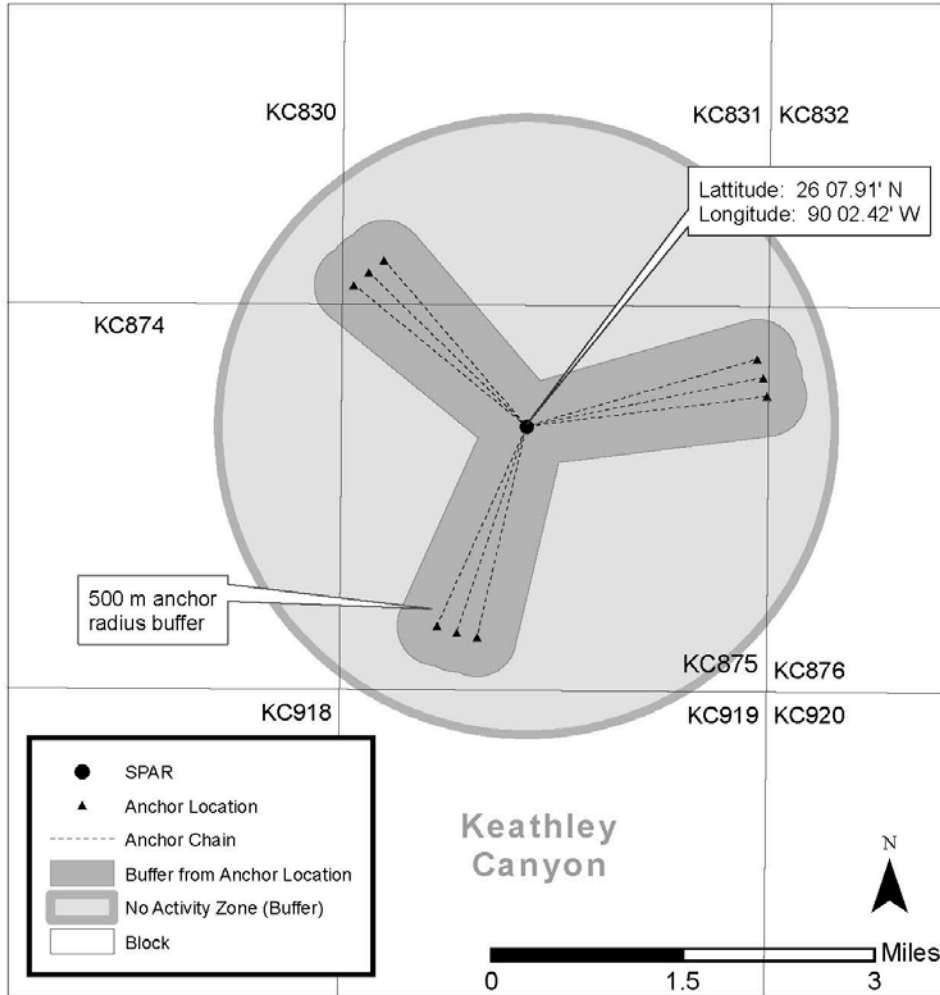 KC830
KC831
KC832
Lattitude: 26 07.91' N
Longitude: 90 02.42' W
KC874
500 m anchor
radius buffer
KC875
KC876
KC918
KC919
KC920
SPAR
Anchor Location
Anchor Chain
Buffer from Anchor Location
No Activity Zone (Buffer)
Block
Keathley
Canyon
N
Miles
0
1.5
3